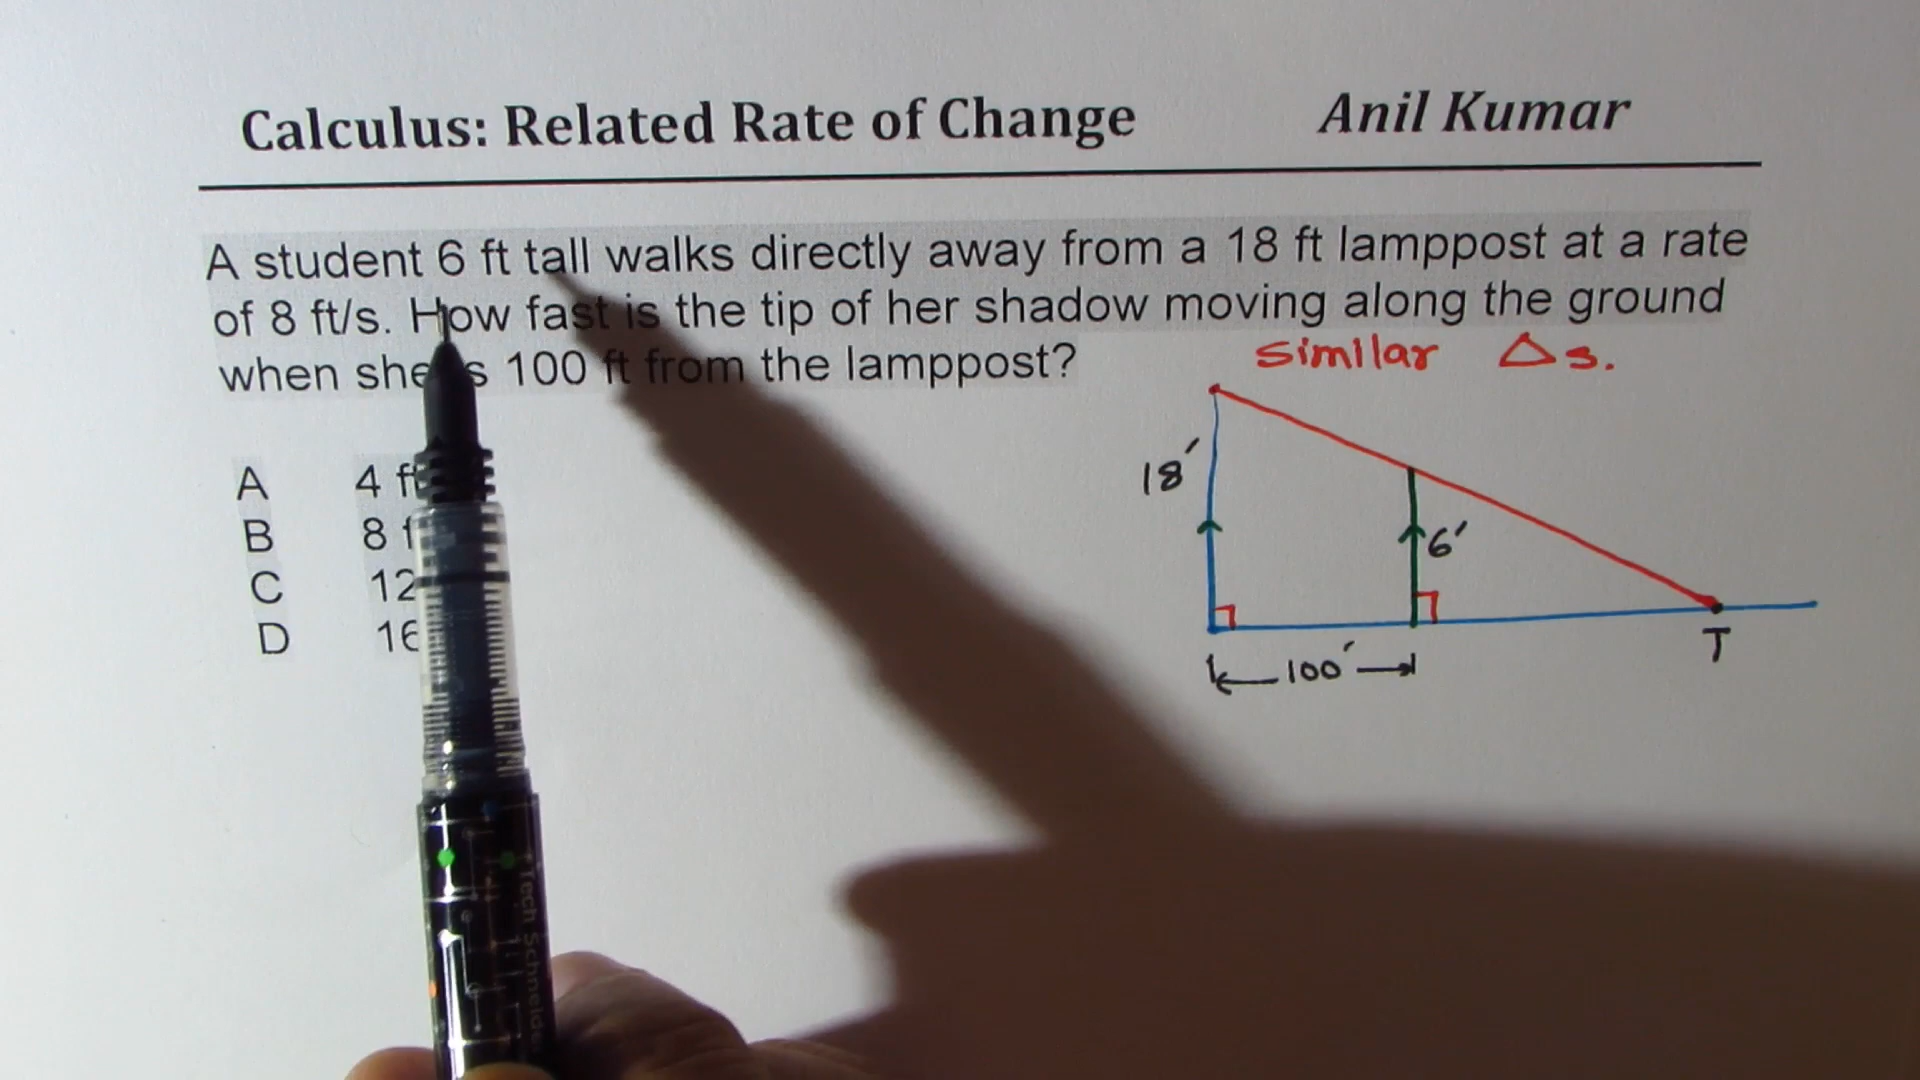 Calculus: Related Rate of Change Anil Kumar
A student 6 ft tall walks directly away from a 18 ft lamppost at a rate
of 8 ft/s. How fast is the tip of her shadow moving along the ground
when she is 100 ft from the lamppost?
Similar Δs.
18′
A 4 ft
6′
B 8 f
C 12
D 16
T
100′
Tech Schneide